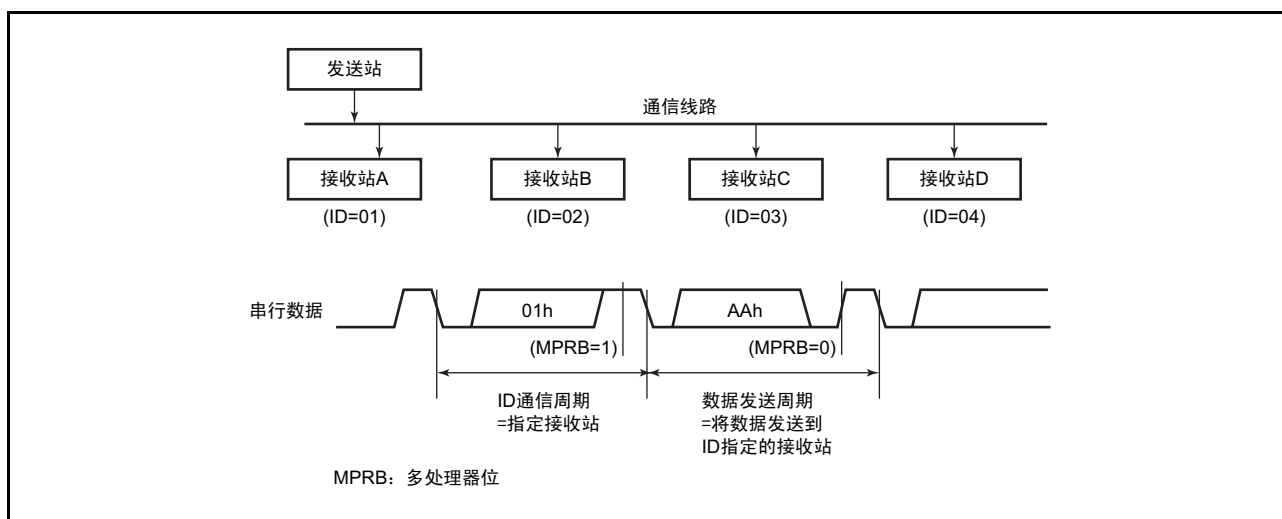 发送站
通信线路
接收站A
接收站B
接收站C
接收站D
(ID=01)
(ID=02)
(ID=03)
(ID=04)
串行数据
01h
AAh
(MPRB=1)
(MPRB=0)
ID通信周期
=指定接收站
数据发送周期
=将数据发送到
ID指定的接收站
MPRB：多处理器位